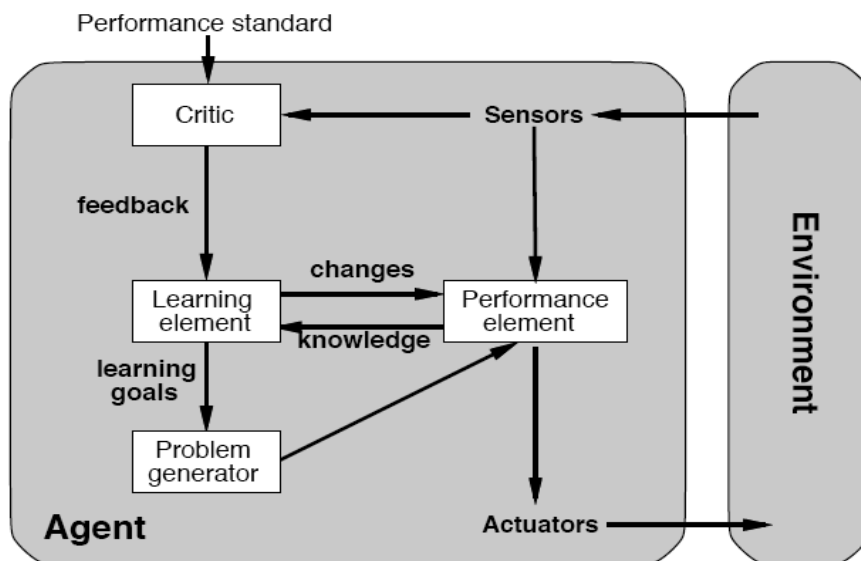 Performance standard
Critic
Sensors
feedback
changes
Learning
element
Performance
element
knowledge
learning
goals
Problem
generator
Agent
Actuators
Environment